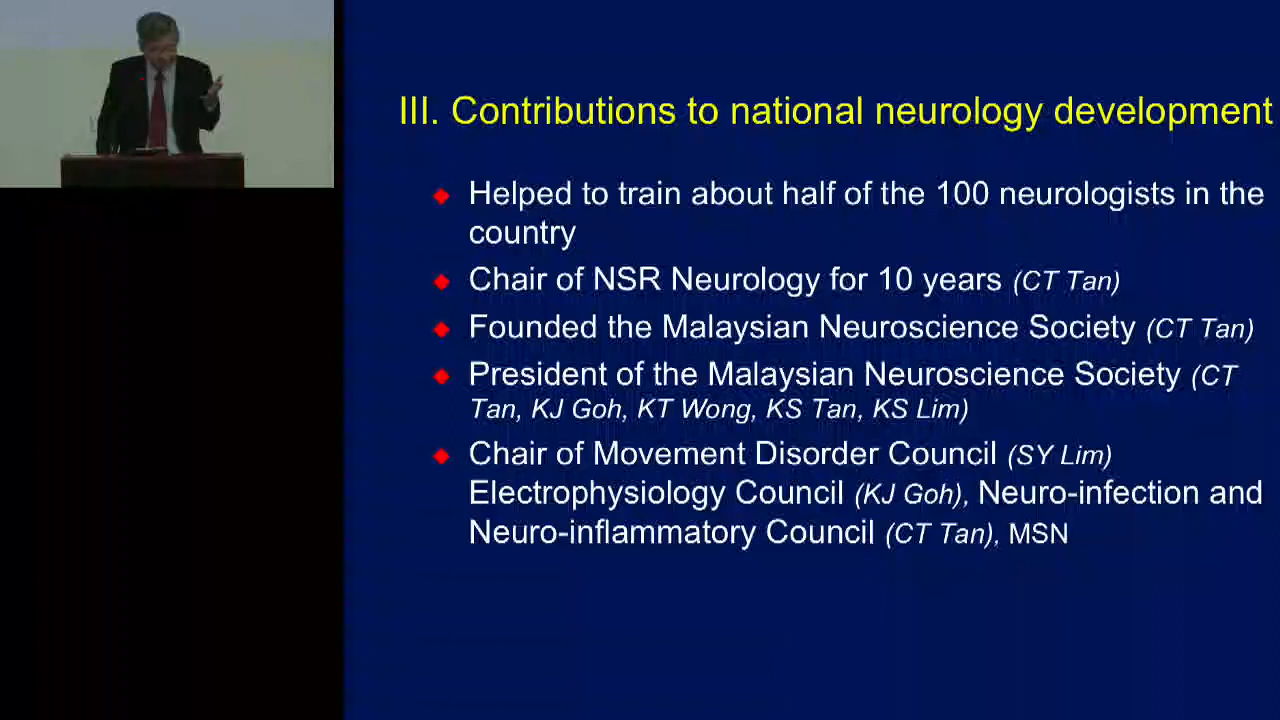 III. Contributions to national neurology development
Helped to train about half of the 100 neurologists in the
country
Chair of NSR Neurology for 10 years (CT Tan)
Founded the Malaysian Neuroscience Society (CT Tan)
President of the Malaysian Neuroscience Society (CT
Tan, KJ Goh, KT Wong, KS Tan, KS Lim)
Chair of Movement Disorder Council (SY Lim)
Electrophysiology Council (KJ Goh), Neuro-infection and
Neuro-inflammatory Council (CT Tan), MSN